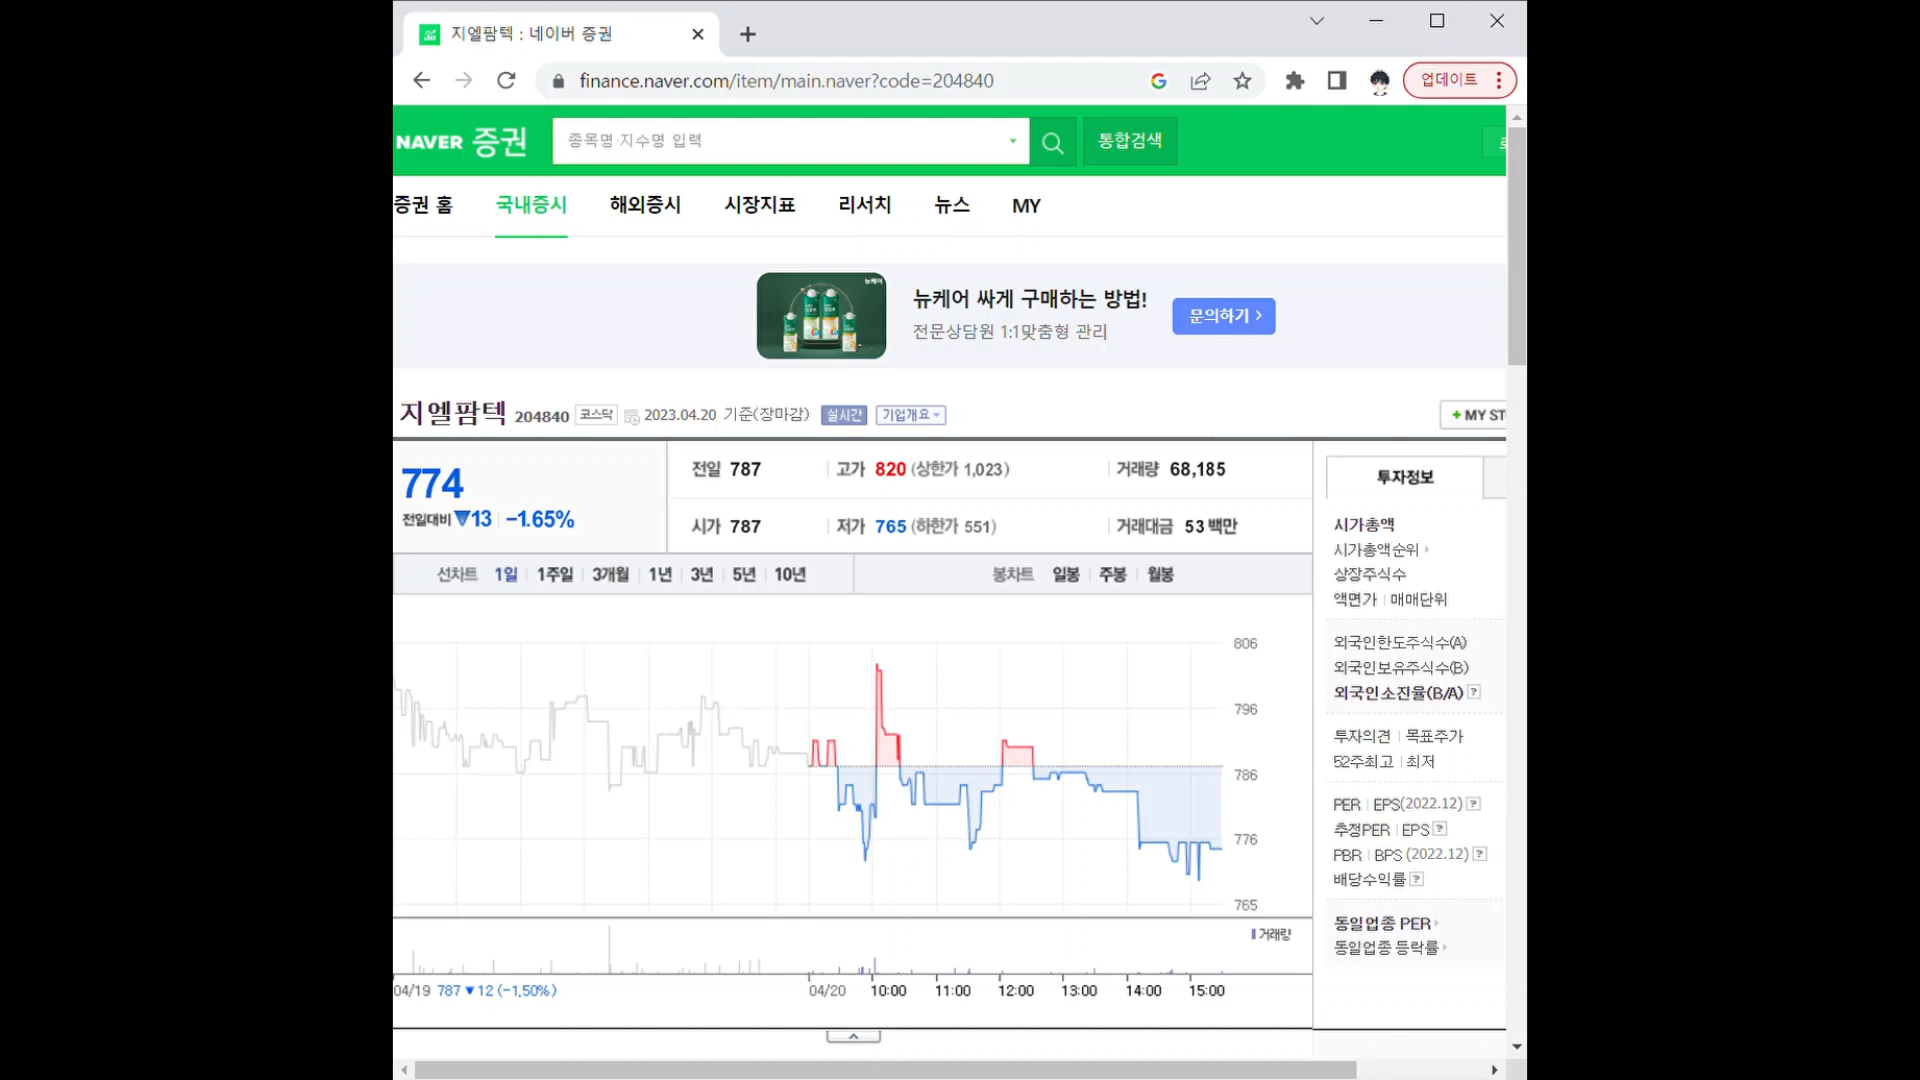 지엘팜텍 : 네이버 증권
finance.naver.com/item/main.naver?code=204840
업데이트
NAVER 증권
종목명·지수명 입력
통합검색
증권 홈 국내증시 해외증시 시장지표 리서치 뉴스 MY
뉴케어
뉴케어 싸게 구매하는 방법!
전문상담원 1:1맞춤형 관리
문의하기 ›
지엘팜텍 204840 코스닥 2023.04.20 기준(장마감) 실시간 기업개요
+ MY ST
774
전일대비 ▼13 −1.65%
전일 787 고가 820 (상한가 1,023) 거래량 68,185
시가 787 저가 765 (하한가 551) 거래대금 53 백만
선차트 1일 1주일 3개월 1년 3년 5년 10년
봉차트 일봉 주봉 월봉
806
796
786
776
765
거래량
04/19 787 ▼ 12 (−1,50%)
04/20 10:00 11:00 12:00 13:00 14:00 15:00
투자정보
시가총액
시가총액순위
상장주식수
액면가 매매단위
외국인한도주식수(A)
외국인보유주식수(B)
외국인소진율(B/A) ?
투자의견 목표주가
52주최고 최저
PER EPS(2022.12) ?
추정PER EPS ?
PBR BPS (2022.12) ?
배당수익률 ?
동일업종 PER
동일업종 등락률